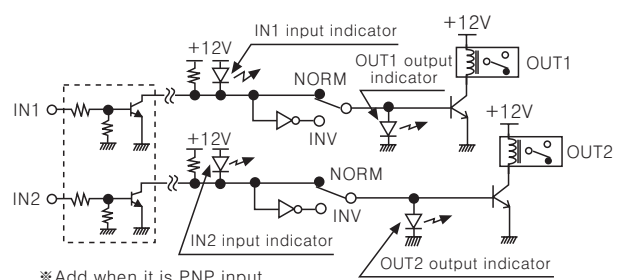 IN1 input indicator
+12V
+12V
OUT1 output
indicator
OUT1
NORM
IN1
INV
+12V
+12V
OUT2
NORM
IN2
INV
IN2 input indicator
OUT2 output indicator
※Add when it is PNP input